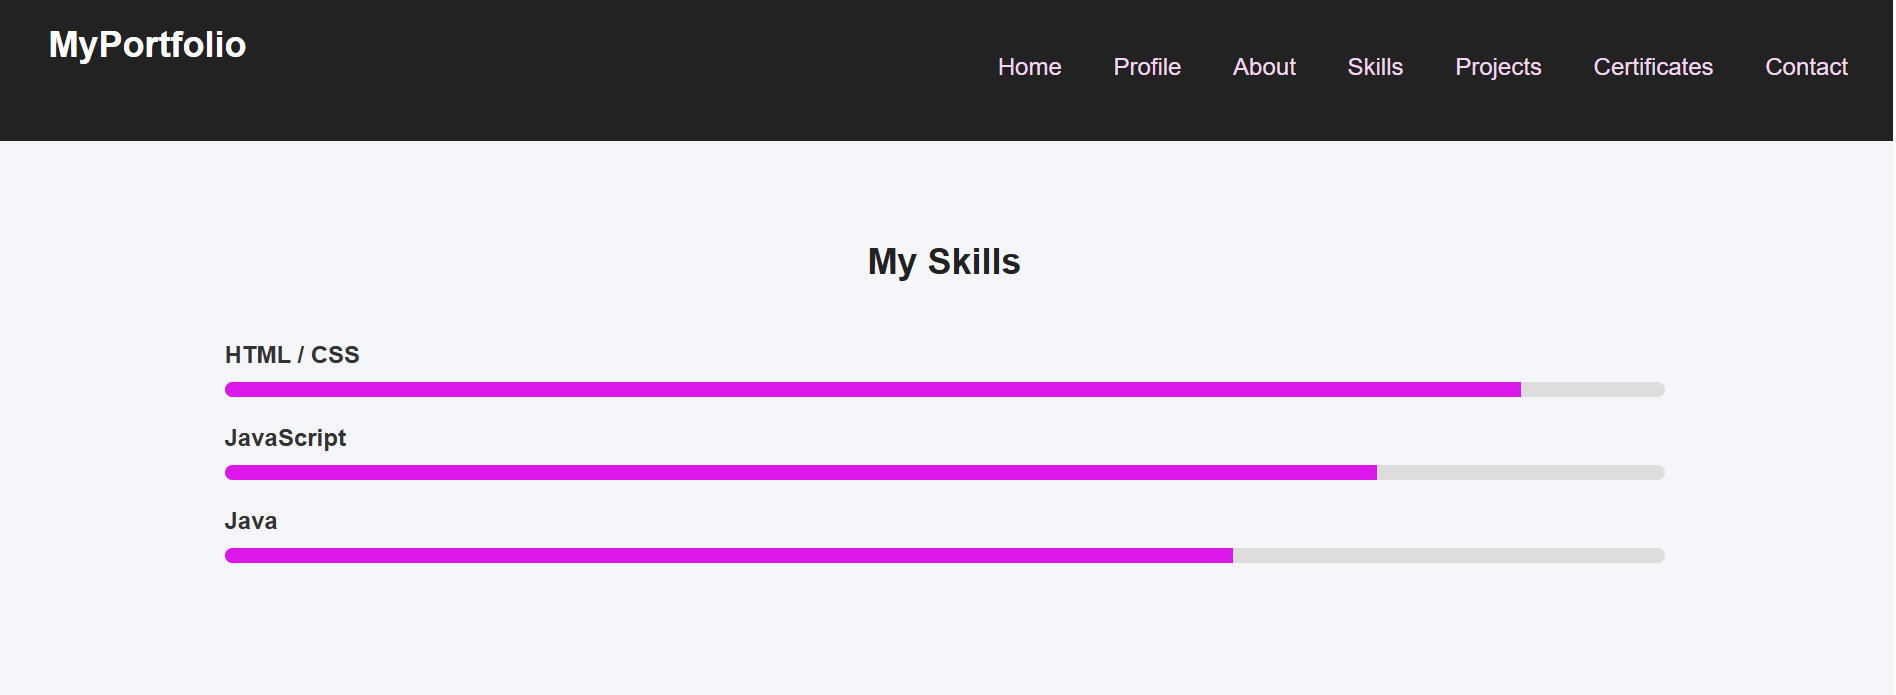 MyPortfolio
Home Profile About Skills Projects Certificates Contact
My Skills
HTML / CSS
JavaScript
Java